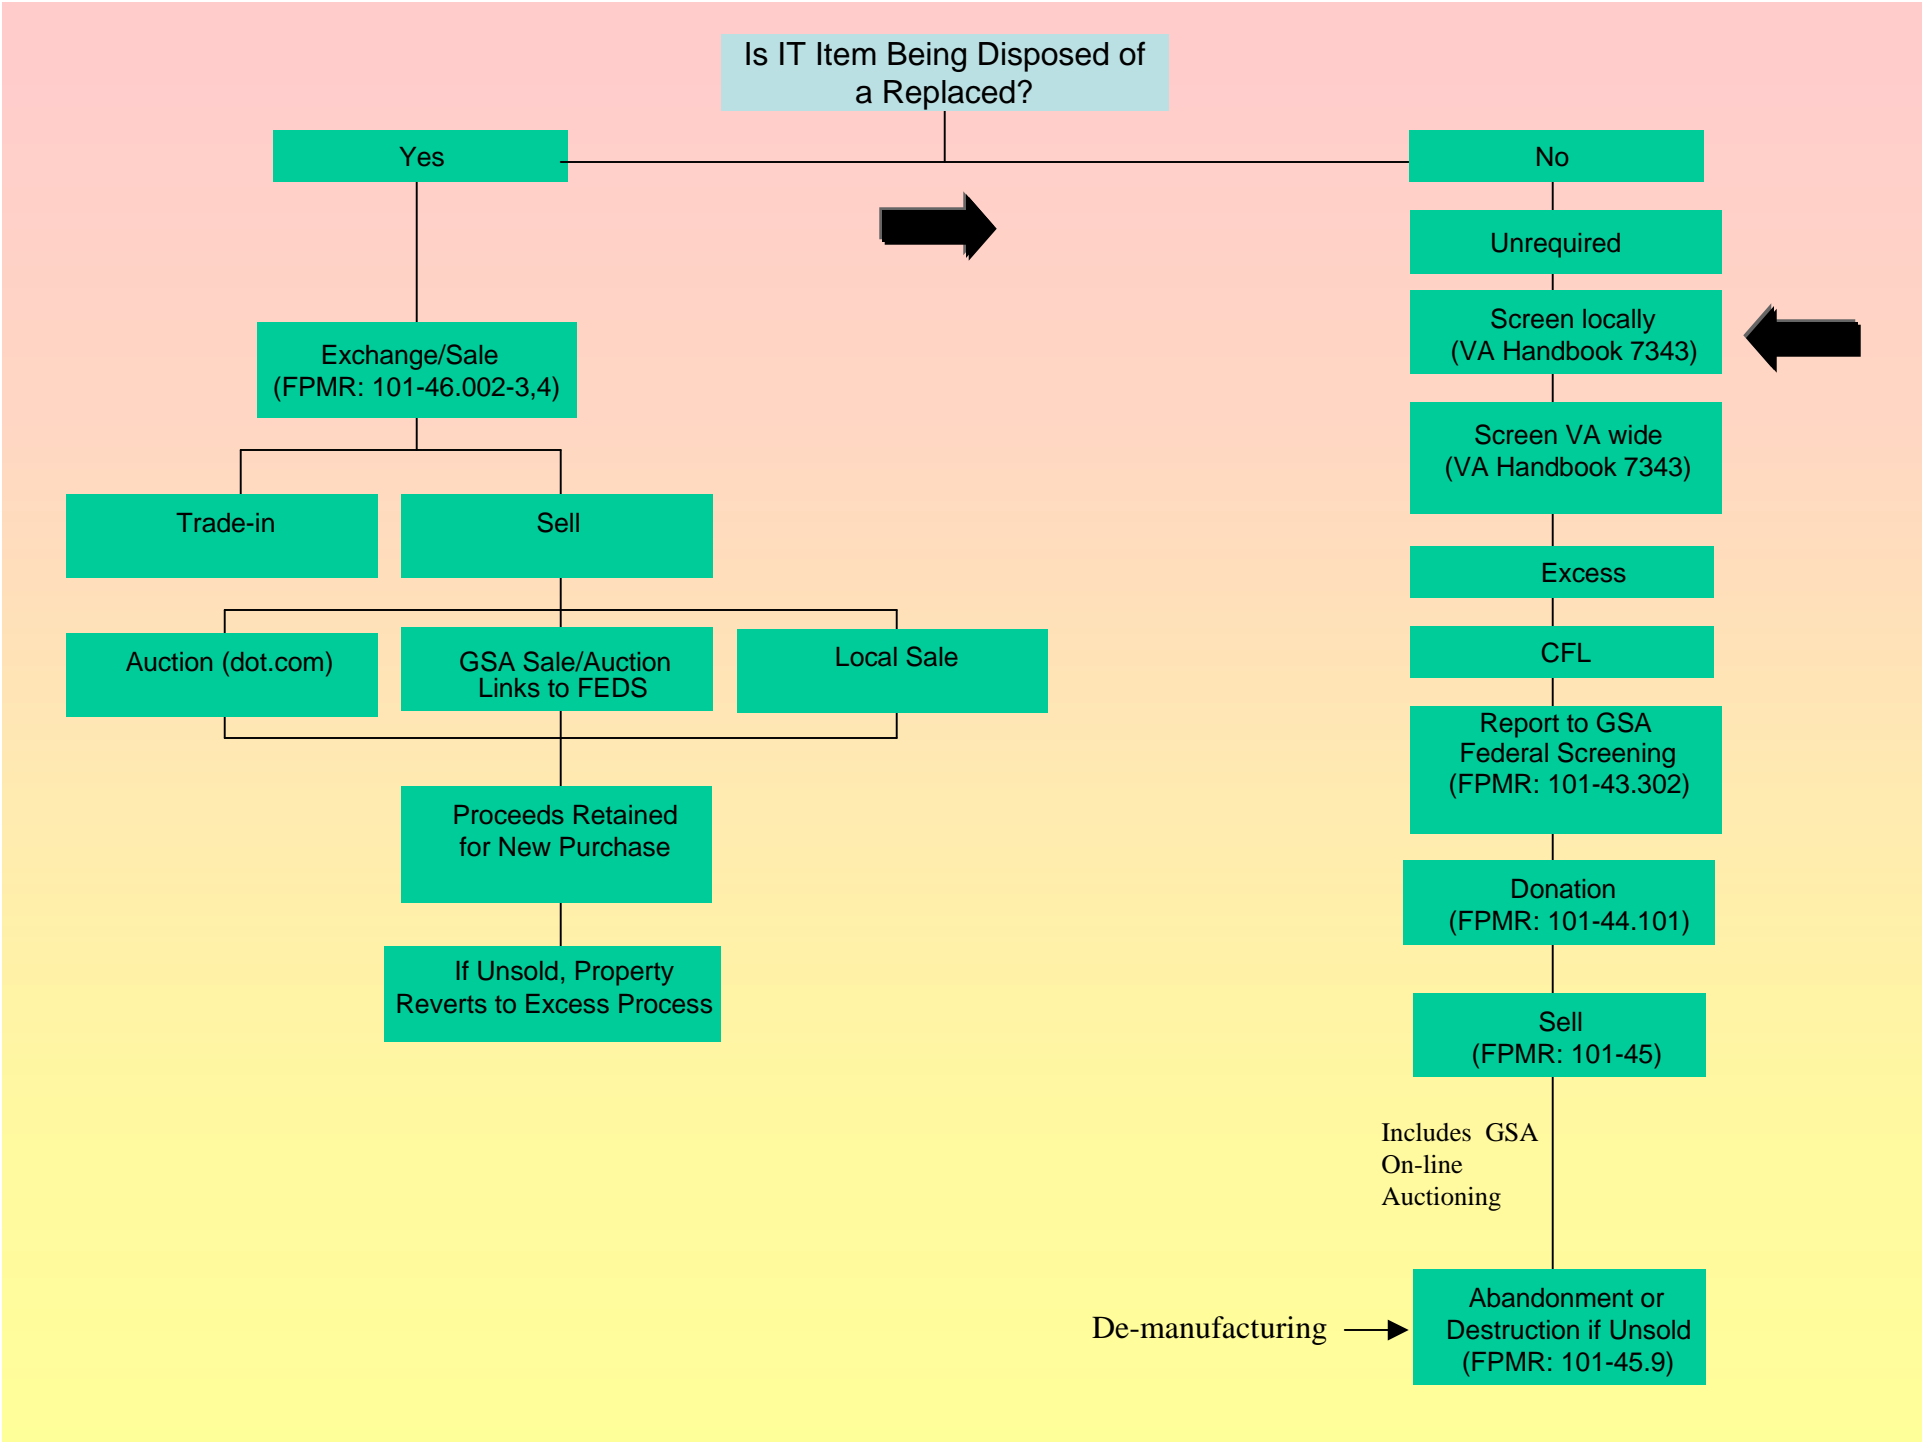 Is IT Item Being Disposed of
a Replaced?
Yes
No
Unrequired
Screen locally
(VA Handbook 7343)
Exchange/Sale
(FPMR: 101-46.002-3,4)
Screen VA wide
(VA Handbook 7343)
Trade-in
Sell
Excess
CFL
Auction (dot.com)
GSA Sale/Auction
Links to FEDS
Local Sale
Report to GSA
Federal Screening
(FPMR: 101-43.302)
Proceeds Retained
for New Purchase
Donation
(FPMR: 101-44.101)
If Unsold, Property
Reverts to Excess Process
Sell
(FPMR: 101-45)
Includes GSA
On-line
Auctioning
De-manufacturing
Abandonment or
Destruction if Unsold
(FPMR: 101-45.9)